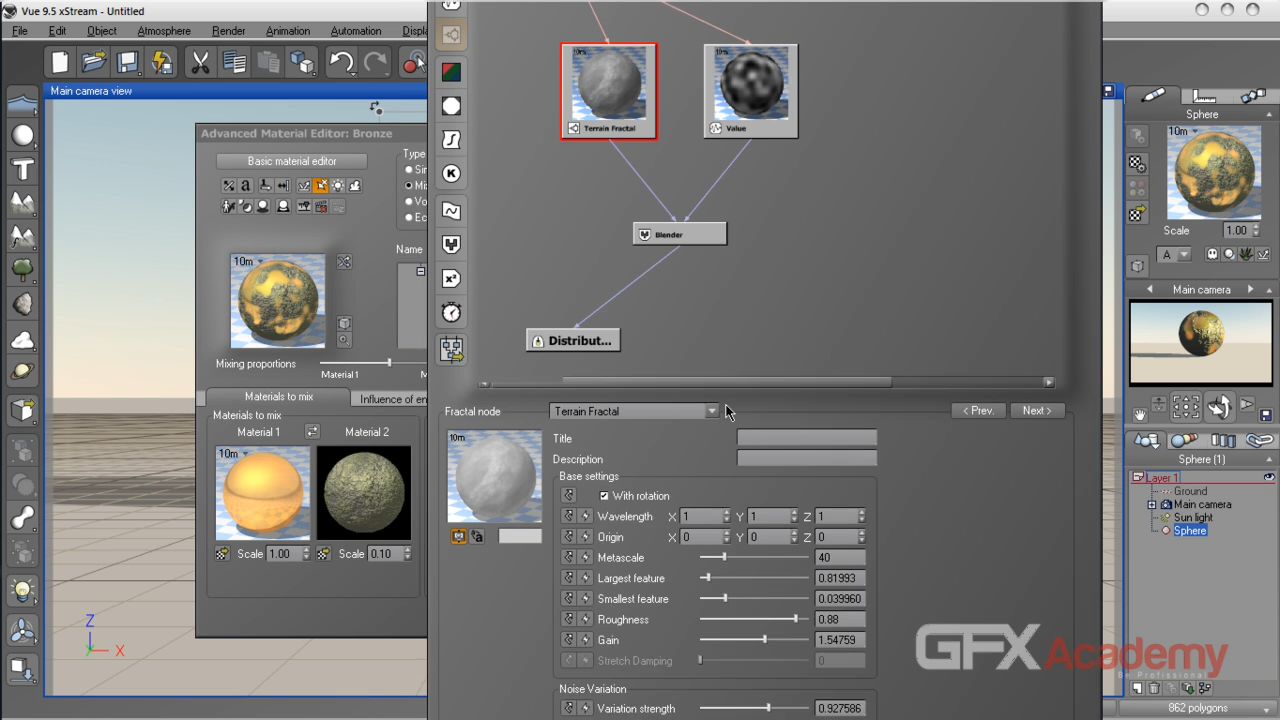 Vue 9.5 xStream - Untitled
File Edit Object Atmosphere Render Animation Automation Displ
Main camera view
Advanced Material Editor: Bronze
Basic material editor
Type
Sin
Mix
Vo
Ec
Name
10m
Mixing proportions
Material1
M
Materials to mix
Influence of en
Materials to mix
Material 1
Material 2
10m
Scale 1.00
Scale 0.10
Z
Y X
10m
Terrain Fractal
10m
Value
Blender
Distribut...
Fractal node
Terrain Fractal
< Prev.
Next >
10m
Title
Description
Base settings
With rotation
Wavelength X 1 Y 1 Z 1
Origin X 0 Y 0 Z 0
Metascale 40
Largest feature 0.81993
Smallest feature 0.039960
Roughness 0.88
Gain 1.54759
Stretch Damping 0
Noise Variation
Variation strength 0.927586
Sphere
10m
Scale 1.00
A
Main camera
Sphere (1)
Layer 1
Ground
Main camera
Sun light
Sphere
GFXAcademy
Be Professional
862 polygons